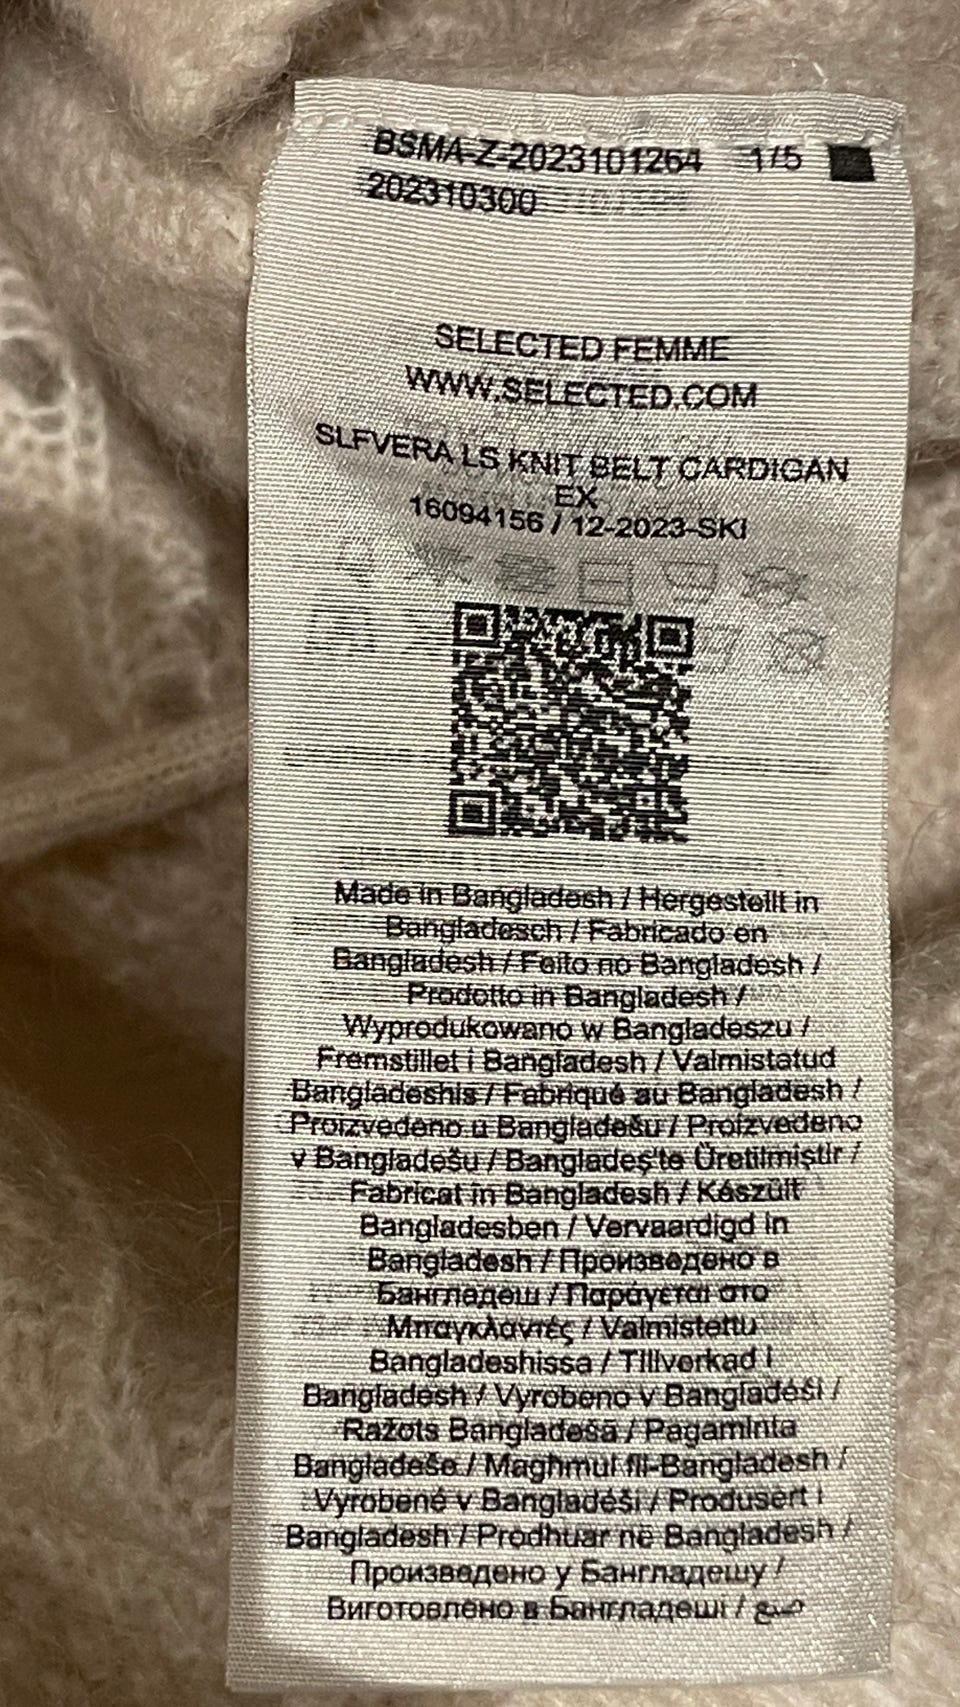 BSMA-Z-2023101264 1/5
202310300
SELECTED FEMME
WWW.SELECTED.COM
SLFVERA LS KNIT BELT CARDIGAN
EX
16094156 / 12-2023-SKI
Made in Bangladesh / Hergestellt in
Bangladesch / Fabricado en
Bangladesh / Feito no Bangladesh /
Prodotto in Bangladesh /
Wyprodukowano w Bangladeszu /
Fremstillet i Bangladesh / Valmistatud
Bangladeshis / Fabriqué au Bangladesh /
Proizvedeno u Bangladešu / Proizvedeno
v Bangladešu / Bangladeş'te Üretilmiştir /
Fabricat in Bangladesh / Készült
Bangladesben / Vervaardigd in
Bangladesh / Произведено в
Бангладеш / Παράγεται στο
Μπαγκλαντές / Valmistettu
Bangladeshissa / Tillverkad i
Bangladesh / Vyrobeno v Bangladéši /
Ražots Bangladešā / Pagaminta
Bangladeše / Magħmul fil-Bangladesh /
Vyrobené v Bangladéši / Produsert i
Bangladesh / Prodhuar në Bangladesh /
Произведено у Бангладешу /
Виготовлено в Бангладеші / صنع